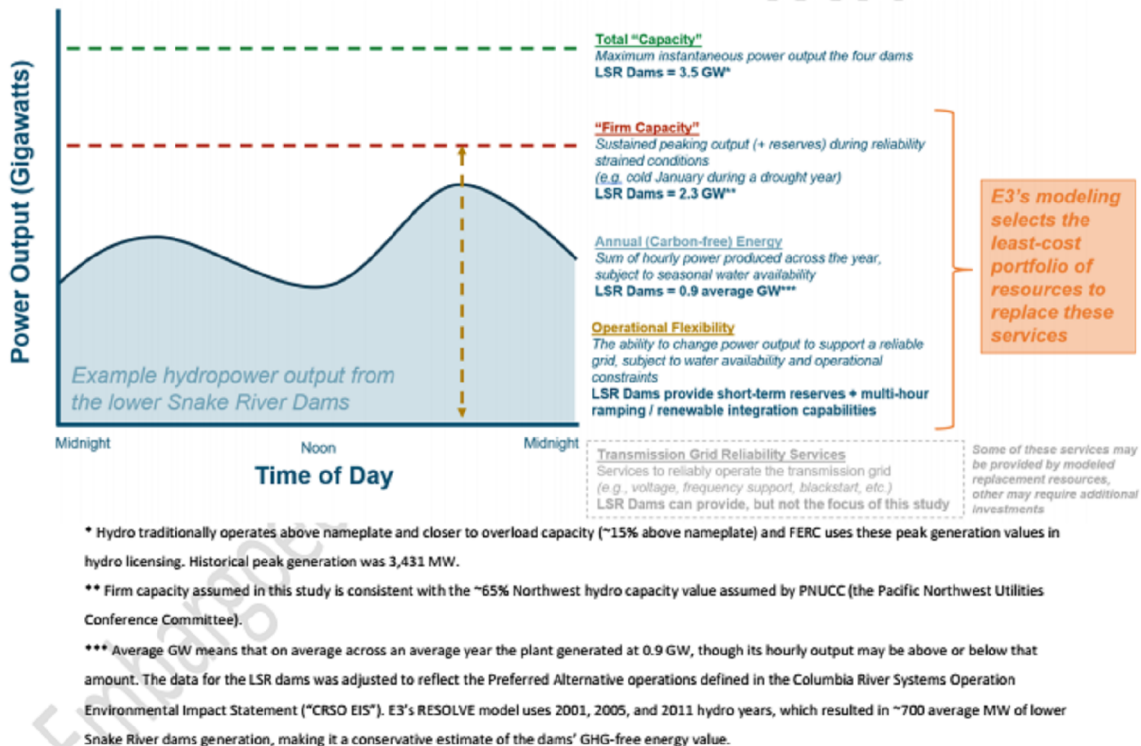 Power Output (Gigawatts)
Example hydropower output from
the lower Snake River Dams
Midnight
Noon
Midnight
Time of Day
Total “Capacity”
Maximum instantaneous power output the four dams
LSR Dams = 3.5 GW*
“Firm Capacity”
Sustained peaking output (+ reserves) during reliability
strained conditions
(e.g. cold January during a drought year)
LSR Dams = 2.3 GW**
Annual (Carbon-free) Energy
Sum of hourly power produced across the year,
subject to seasonal water availability
LSR Dams = 0.9 average GW***
Operational Flexibility
The ability to change power output to support a reliable
grid, subject to water availability and operational
constraints
LSR Dams provide short-term reserves + multi-hour
ramping / renewable integration capabilities
E3’s modeling
selects the
least-cost
portfolio of
resources to
replace these
services
Transmission Grid Reliability Services
Services to reliably operate the transmission grid
(e.g., voltage, frequency support, blackstart, etc.)
LSR Dams can provide, but not the focus of this study
Some of these services may
be provided by modeled
replacement resources,
other may require additional
investments
* Hydro traditionally operates above nameplate and closer to overload capacity (~15% above nameplate) and FERC uses these peak generation values in
hydro licensing. Historical peak generation was 3,431 MW.
** Firm capacity assumed in this study is consistent with the ~65% Northwest hydro capacity value assumed by PNUCC (the Pacific Northwest Utilities
Conference Committee).
*** Average GW means that on average across an average year the plant generated at 0.9 GW, though its hourly output may be above or below that
amount. The data for the LSR dams was adjusted to reflect the Preferred Alternative operations defined in the Columbia River Systems Operation
Environmental Impact Statement (“CRSO EIS”). E3’s RESOLVE model uses 2001, 2005, and 2011 hydro years, which resulted in ~700 average MW of lower
Snake River dams generation, making it a conservative estimate of the dams’ GHG-free energy value.